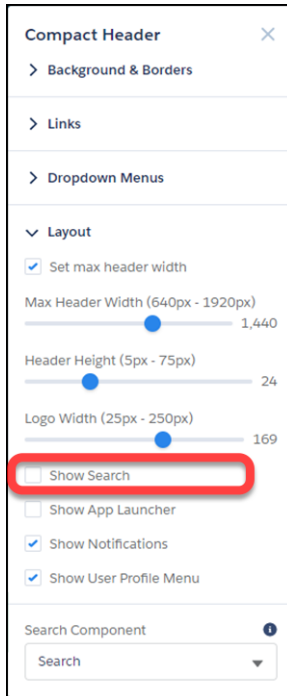 Compact Header
Background & Borders
Links
Dropdown Menus
Layout
Set max header width
Max Header Width (640px - 1920px)
1,440
Header Height (5px - 75px)
24
Logo Width (25px - 250px)
169
Show Search
Show App Launcher
Show Notifications
Show User Profile Menu
Search Component
Search